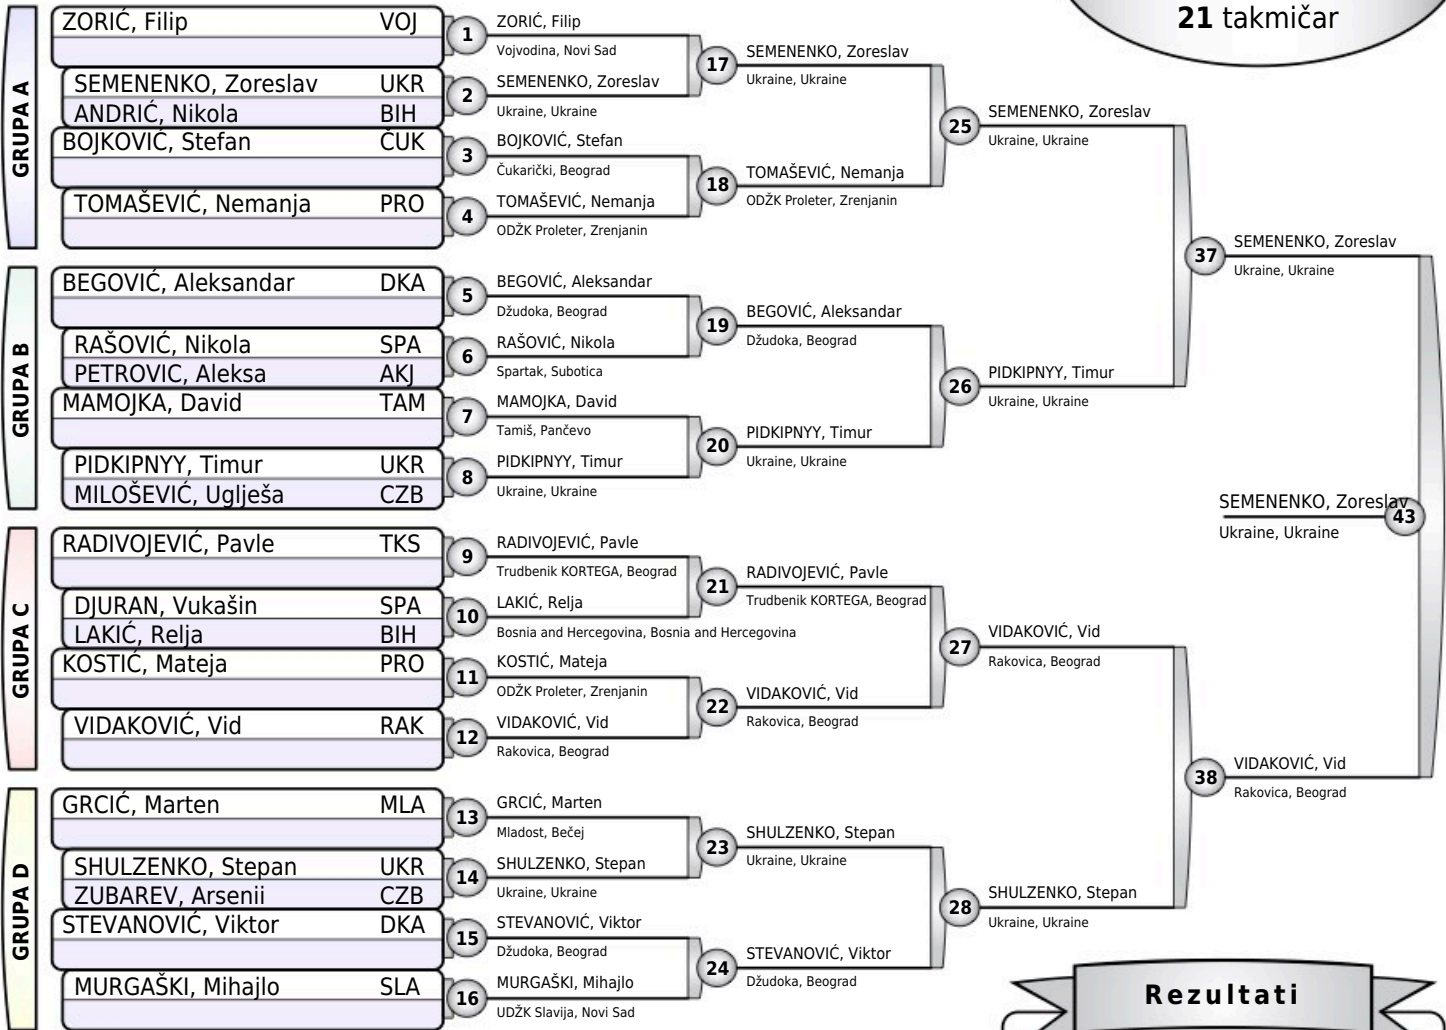 21 takmičar
GRUPA A
ZORIĆ, Filip VOJ
SEMENENKO, Zoreslav UKR
ANDRIĆ, Nikola BIH
BOJKOVIĆ, Stefan ČUK
TOMAŠEVIĆ, Nemanja PRO
1
ZORIĆ, Filip
Vojvodina, Novi Sad
2
SEMENENKO, Zoreslav
Ukraine, Ukraine
3
BOJKOVIĆ, Stefan
Čukarički, Beograd
4
TOMAŠEVIĆ, Nemanja
ODŽK Proleter, Zrenjanin
17
SEMENENKO, Zoreslav
Ukraine, Ukraine
18
TOMAŠEVIĆ, Nemanja
ODŽK Proleter, Zrenjanin
25
SEMENENKO, Zoreslav
Ukraine, Ukraine
GRUPA B
BEGOVIĆ, Aleksandar DKA
RAŠOVIĆ, Nikola SPA
PETROVIC, Aleksa AKJ
MAMOJKA, David TAM
PIDKIPNYY, Timur UKR
MILOŠEVIĆ, Uglješa CZB
5
BEGOVIĆ, Aleksandar
Džudoka, Beograd
6
RAŠOVIĆ, Nikola
Spartak, Subotica
7
MAMOJKA, David
Tamiš, Pančevo
8
PIDKIPNYY, Timur
Ukraine, Ukraine
19
BEGOVIĆ, Aleksandar
Džudoka, Beograd
20
PIDKIPNYY, Timur
Ukraine, Ukraine
26
PIDKIPNYY, Timur
Ukraine, Ukraine
37
SEMENENKO, Zoreslav
Ukraine, Ukraine
GRUPA C
RADIVOJEVIĆ, Pavle TKS
DJURAN, Vukašin SPA
LAKIĆ, Relja BIH
KOSTIĆ, Mateja PRO
VIDAKOVIĆ, Vid RAK
9
RADIVOJEVIĆ, Pavle
Trudbenik KORTEGA, Beograd
10
LAKIĆ, Relja
Bosnia and Hercegovina, Bosnia and Hercegovina
11
KOSTIĆ, Mateja
ODŽK Proleter, Zrenjanin
12
VIDAKOVIĆ, Vid
Rakovica, Beograd
21
RADIVOJEVIĆ, Pavle
Trudbenik KORTEGA, Beograd
22
VIDAKOVIĆ, Vid
Rakovica, Beograd
27
VIDAKOVIĆ, Vid
Rakovica, Beograd
GRUPA D
GRCIĆ, Marten MLA
SHULZENKO, Stepan UKR
ZUBAREV, Arsenii CZB
STEVANOVIĆ, Viktor DKA
MURGAŠKI, Mihajlo SLA
13
GRCIĆ, Marten
Mladost, Bečej
14
SHULZENKO, Stepan
Ukraine, Ukraine
15
STEVANOVIĆ, Viktor
Džudoka, Beograd
16
MURGAŠKI, Mihajlo
UDŽK Slavija, Novi Sad
23
SHULZENKO, Stepan
Ukraine, Ukraine
24
STEVANOVIĆ, Viktor
Džudoka, Beograd
28
SHULZENKO, Stepan
Ukraine, Ukraine
38
VIDAKOVIĆ, Vid
Rakovica, Beograd
SEMENENKO, Zoreslav
43
Ukraine, Ukraine
Rezultati